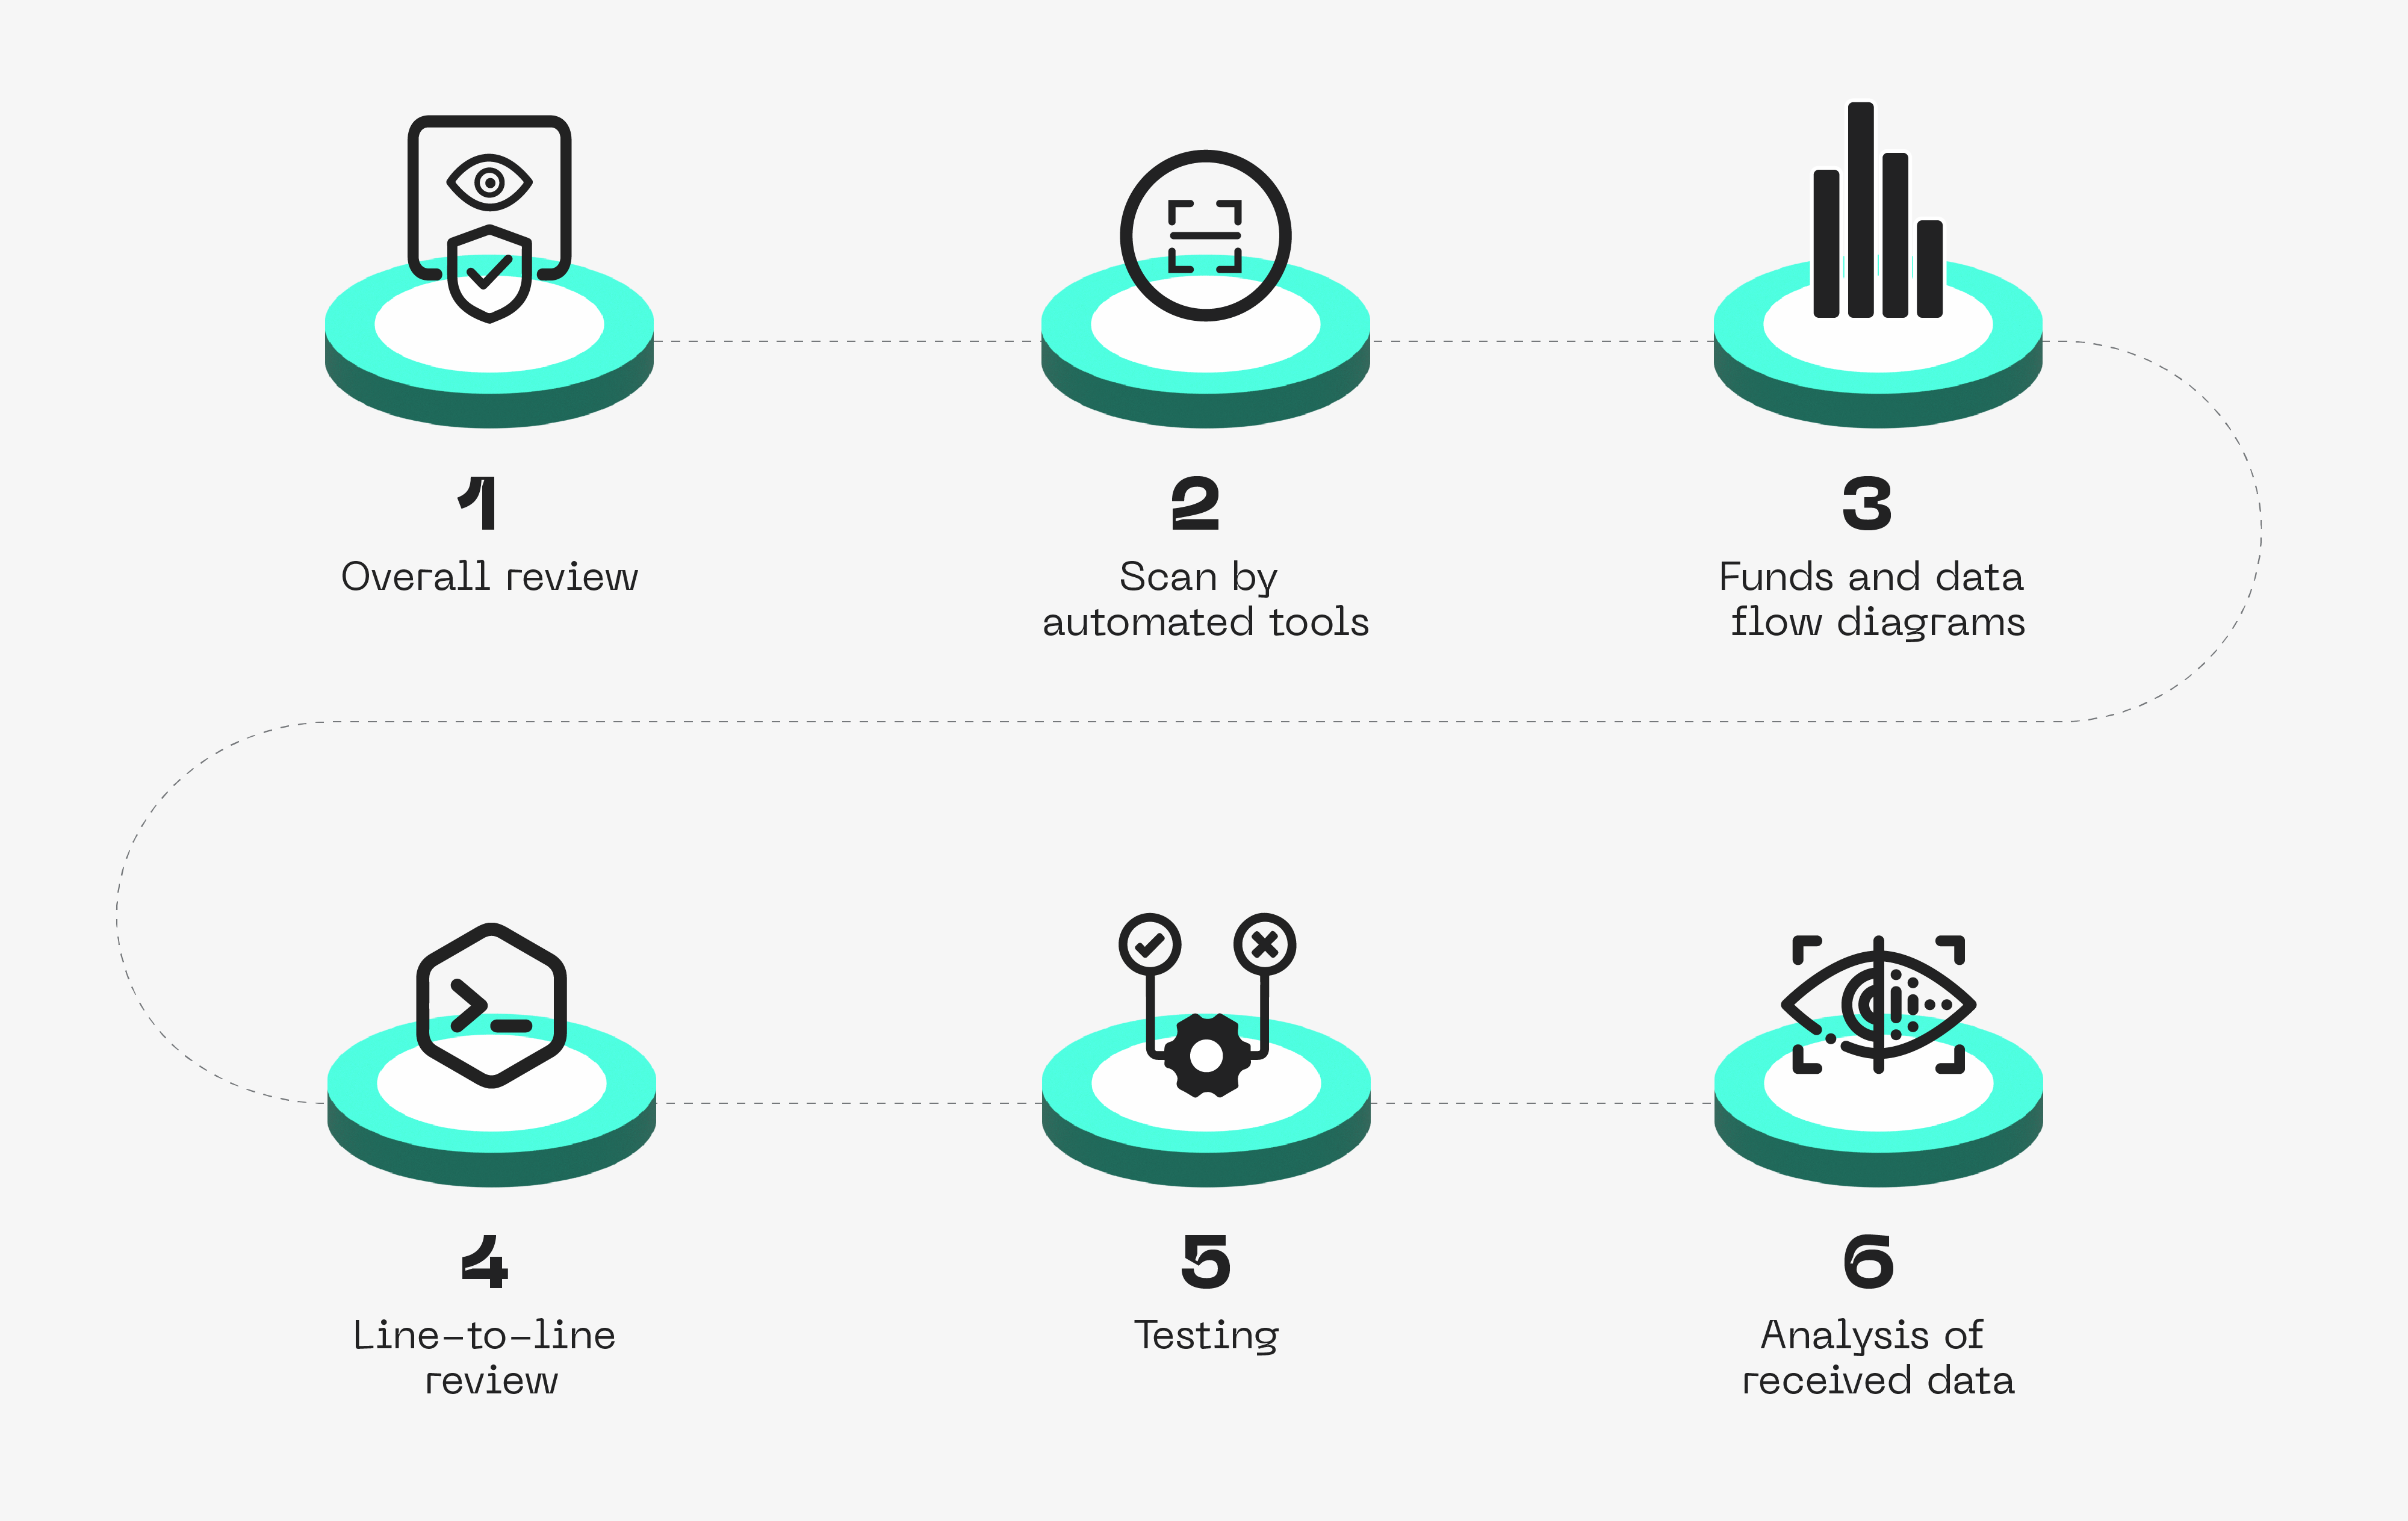 1
Overall review
2
Scan by
automated tools
3
Funds and data
flow diagrams
4
Line-to-line
review
5
Testing
6
Analysis of
received data